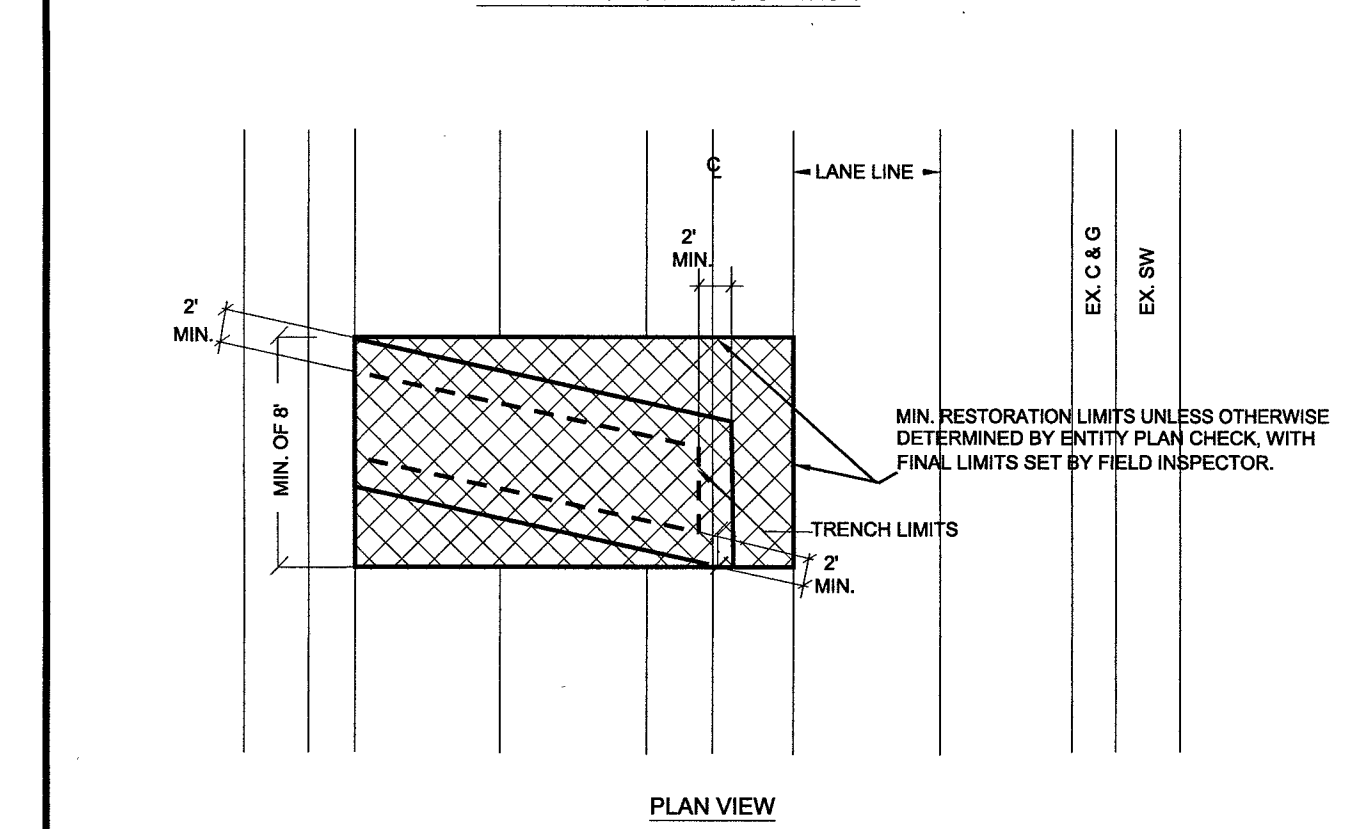 ℄
LANE LINE
2'
MIN.
EX. C & G
EX. SW
2'
MIN.
MIN. OF 8'
MIN. RESTORATION LIMITS UNLESS OTHERWISE
DETERMINED BY ENTITY PLAN CHECK, WITH
FINAL LIMITS SET BY FIELD INSPECTOR.
TRENCH LIMITS
2'
MIN.
PLAN VIEW